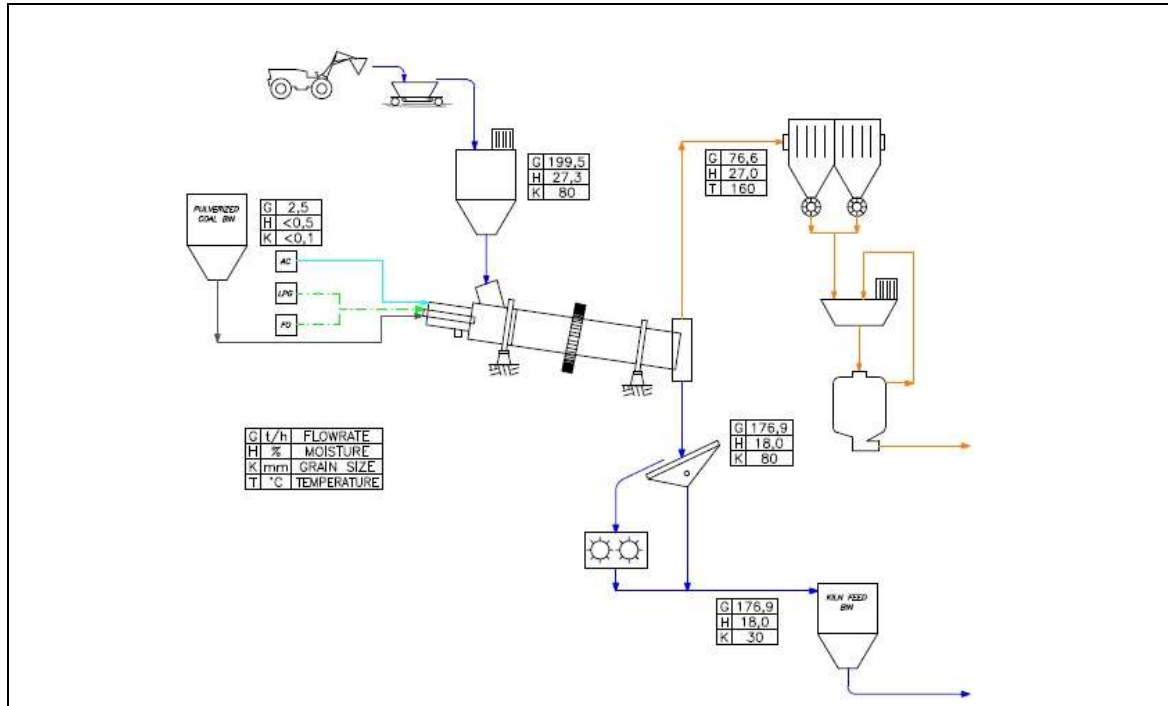 G 199,5
H 27,3
K 80
G 76,6
H 27,0
T 160
PULVERIZED
COAL BIN
G 2,5
H <0,5
K <0,1
AC
LPG
FO
G t/h FLOWRATE
H % MOISTURE
K mm GRAIN SIZE
T °C TEMPERATURE
G 176,9
H 18,0
K 80
G 176,9
H 18,0
K 30
KILN FEED
BIN